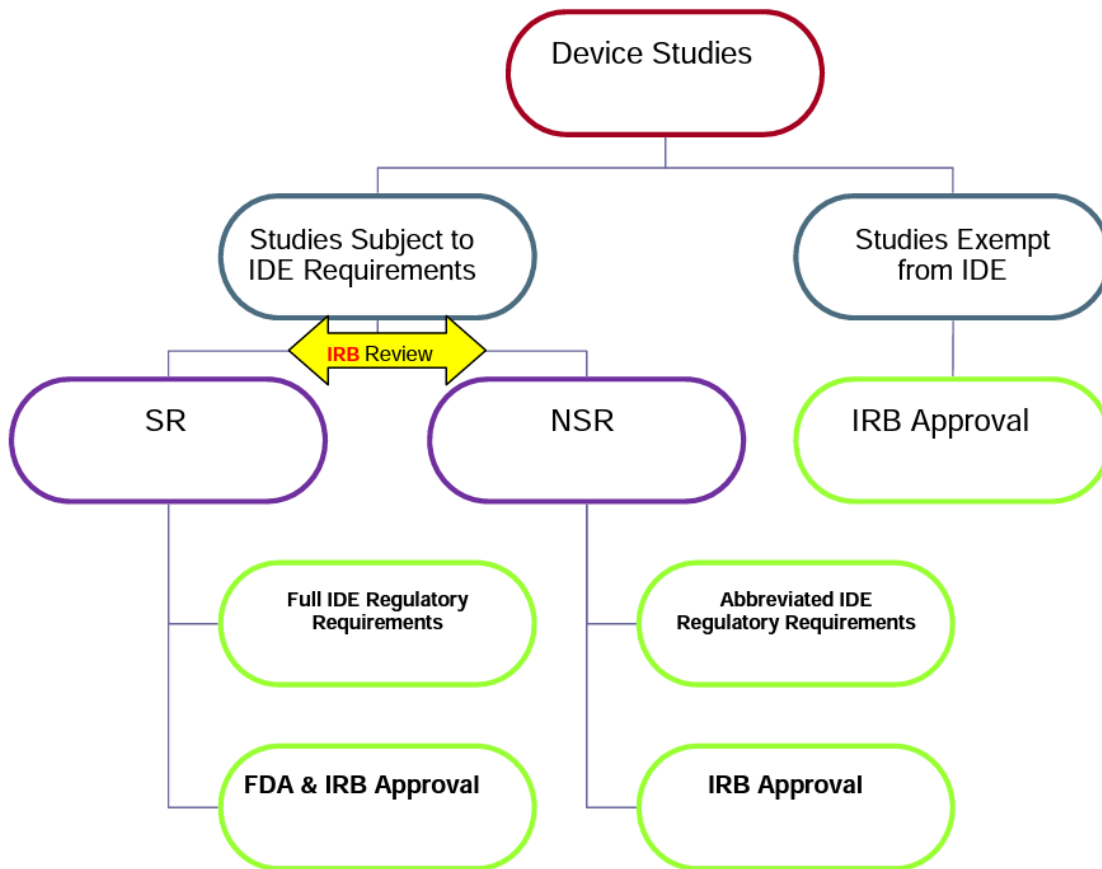 Device Studies
Studies Subject to
IDE Requirements
Studies Exempt
from IDE
IRB Review
SR
NSR
IRB Approval
Full IDE Regulatory
Requirements
Abbreviated IDE
Regulatory Requirements
FDA & IRB Approval
IRB Approval